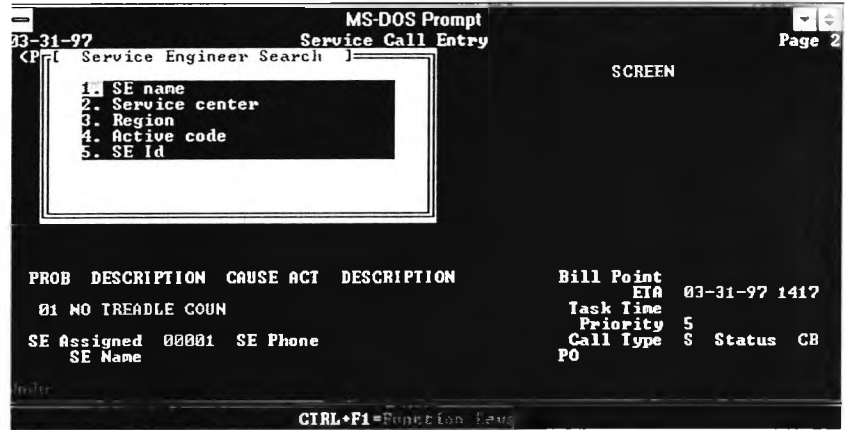 MS-DOS Prompt
03-31-97 Service Call Entry Page 2
<P [ Service Engineer Search ]
SCREEN
1. SE name
2. Service center
3. Region
4. Active code
5. SE Id
PROB DESCRIPTION CAUSE ACT DESCRIPTION Bill Point
ETA 03-31-97 1417
01 NO TREADLE COUN Task Time
Priority 5
SE Assigned 00001 SE Phone Call Type S Status CB
SE Name PO
CTRL+F1=Function Keys